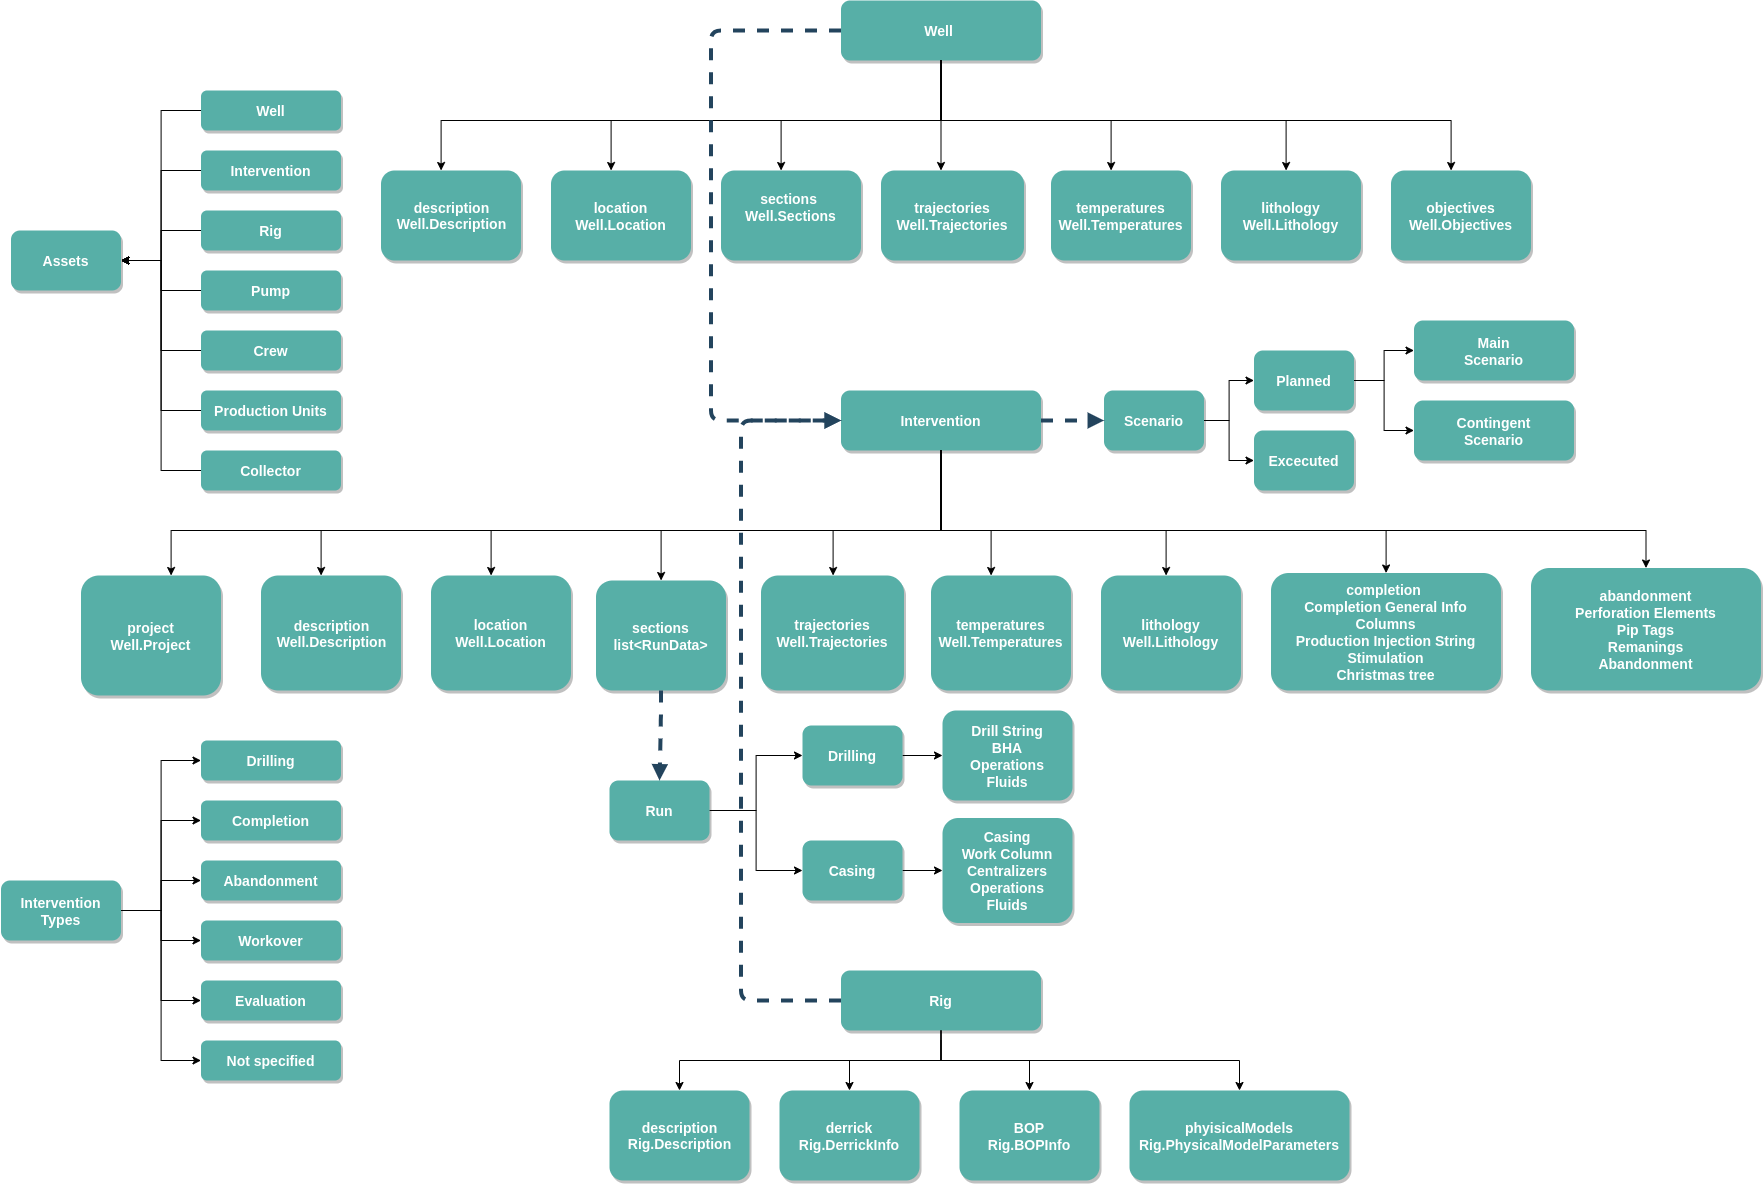 Well
Well
Intervention
Rig
Assets
Pump
Crew
Production Units
Collector
description
Well.Description
location
Well.Location
sections
Well.Sections
trajectories
Well.Trajectories
temperatures
Well.Temperatures
lithology
Well.Lithology
objectives
Well.Objectives
Intervention
Scenario
Planned
Excecuted
Main
Scenario
Contingent
Scenario
project
Well.Project
description
Well.Description
location
Well.Location
sections
list<RunData>
trajectories
Well.Trajectories
temperatures
Well.Temperatures
lithology
Well.Lithology
completion
Completion General Info
Columns
Production Injection String
Stimulation
Christmas tree
abandonment
Perforation Elements
Pip Tags
Remanings
Abandonment
Intervention
Types
Drilling
Completion
Abandonment
Workover
Evaluation
Not specified
Run
Drilling
Drill String
BHA
Operations
Fluids
Casing
Casing
Work Column
Centralizers
Operations
Fluids
Rig
description
Rig.Description
derrick
Rig.DerrickInfo
BOP
Rig.BOPInfo
phyisicalModels
Rig.PhysicalModelParameters